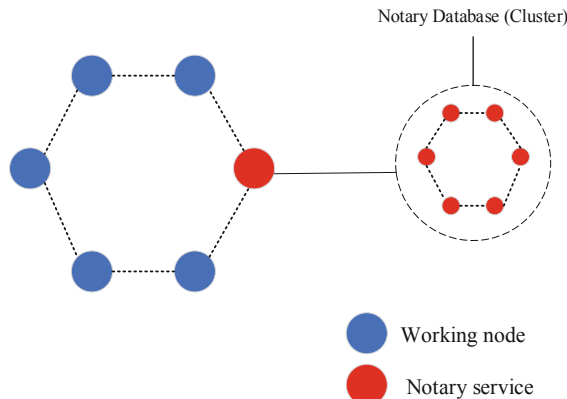 Notary Database (Cluster)
Working node
Notary service